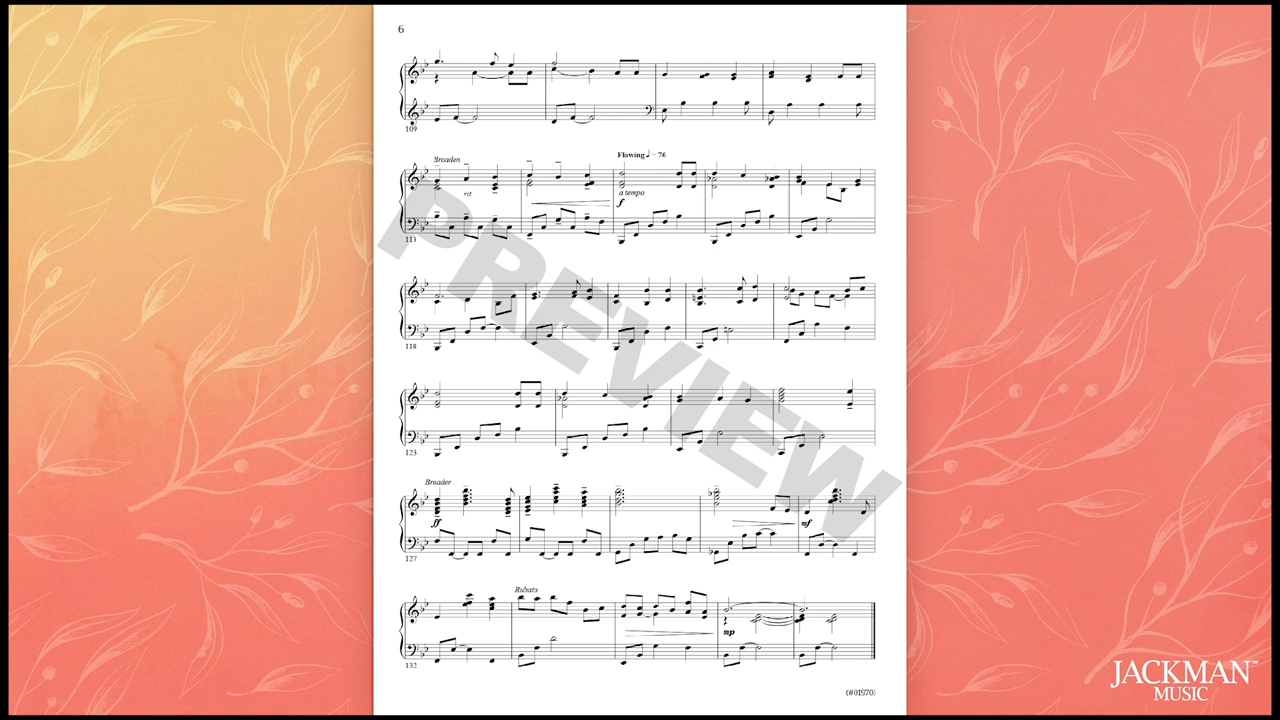 6
109
Broaden
rit.
Flowing ♩ = 76
a tempo
f
113
118
123
Broader
ff
mf
127
Rubato
mp
132
(#01970)
PREVIEW
JACKMAN™
MUSIC